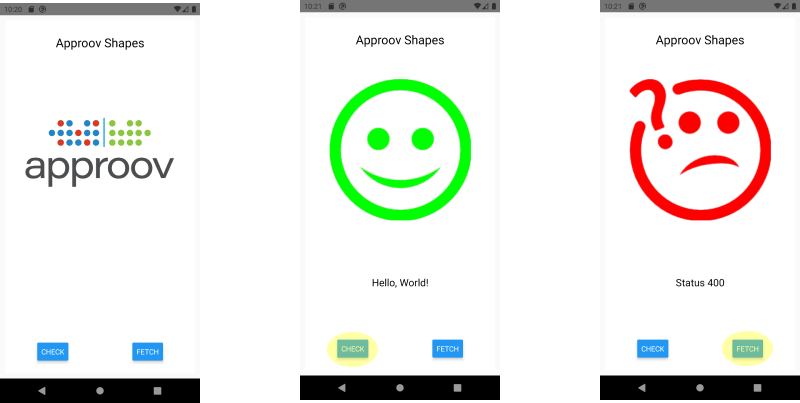 10:20
Approov Shapes
approov
CHECK
FETCH
10:21
Approov Shapes
Hello, World!
CHECK
FETCH
10:21
Approov Shapes
?
Status 400
CHECK
FETCH